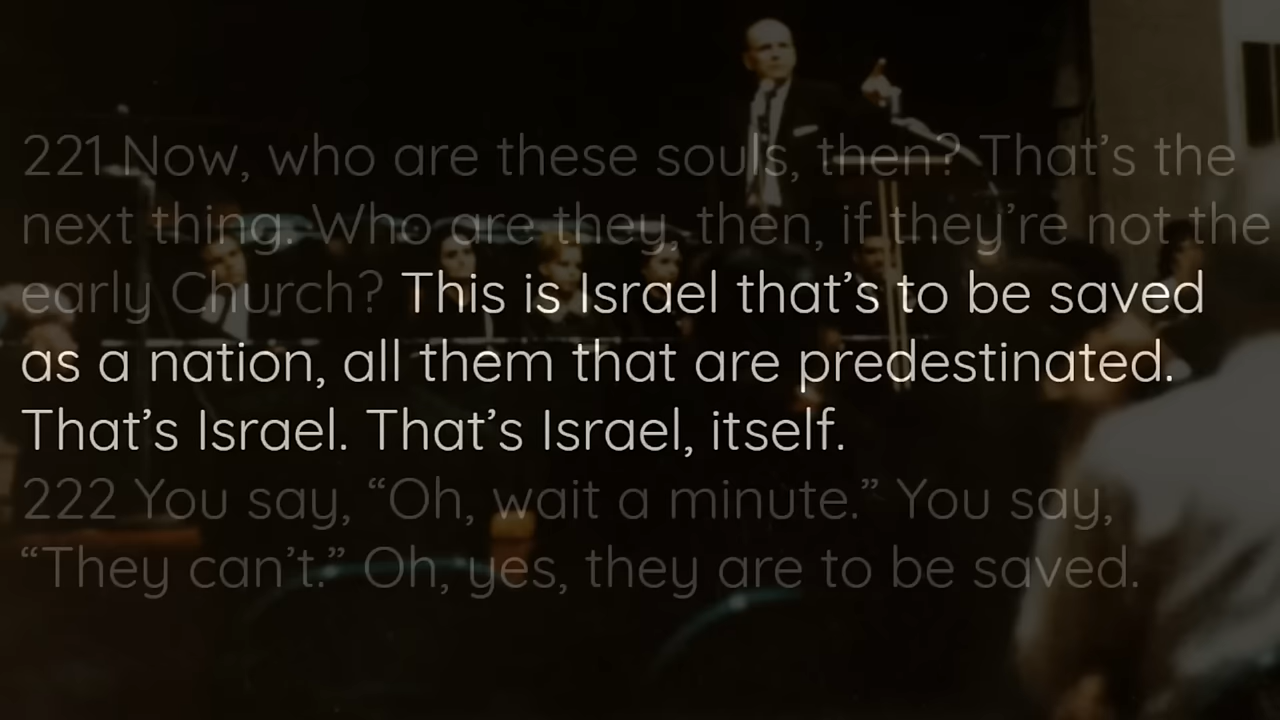 221 Now, who are these souls, then? That’s the
next thing. Who are they, then, if they’re not the
early Church? This is Israel that’s to be saved
as a nation, all them that are predestinated.
That’s Israel. That’s Israel, itself.
222 You say, “Oh, wait a minute.” You say,
“They can’t.” Oh, yes, they are to be saved.